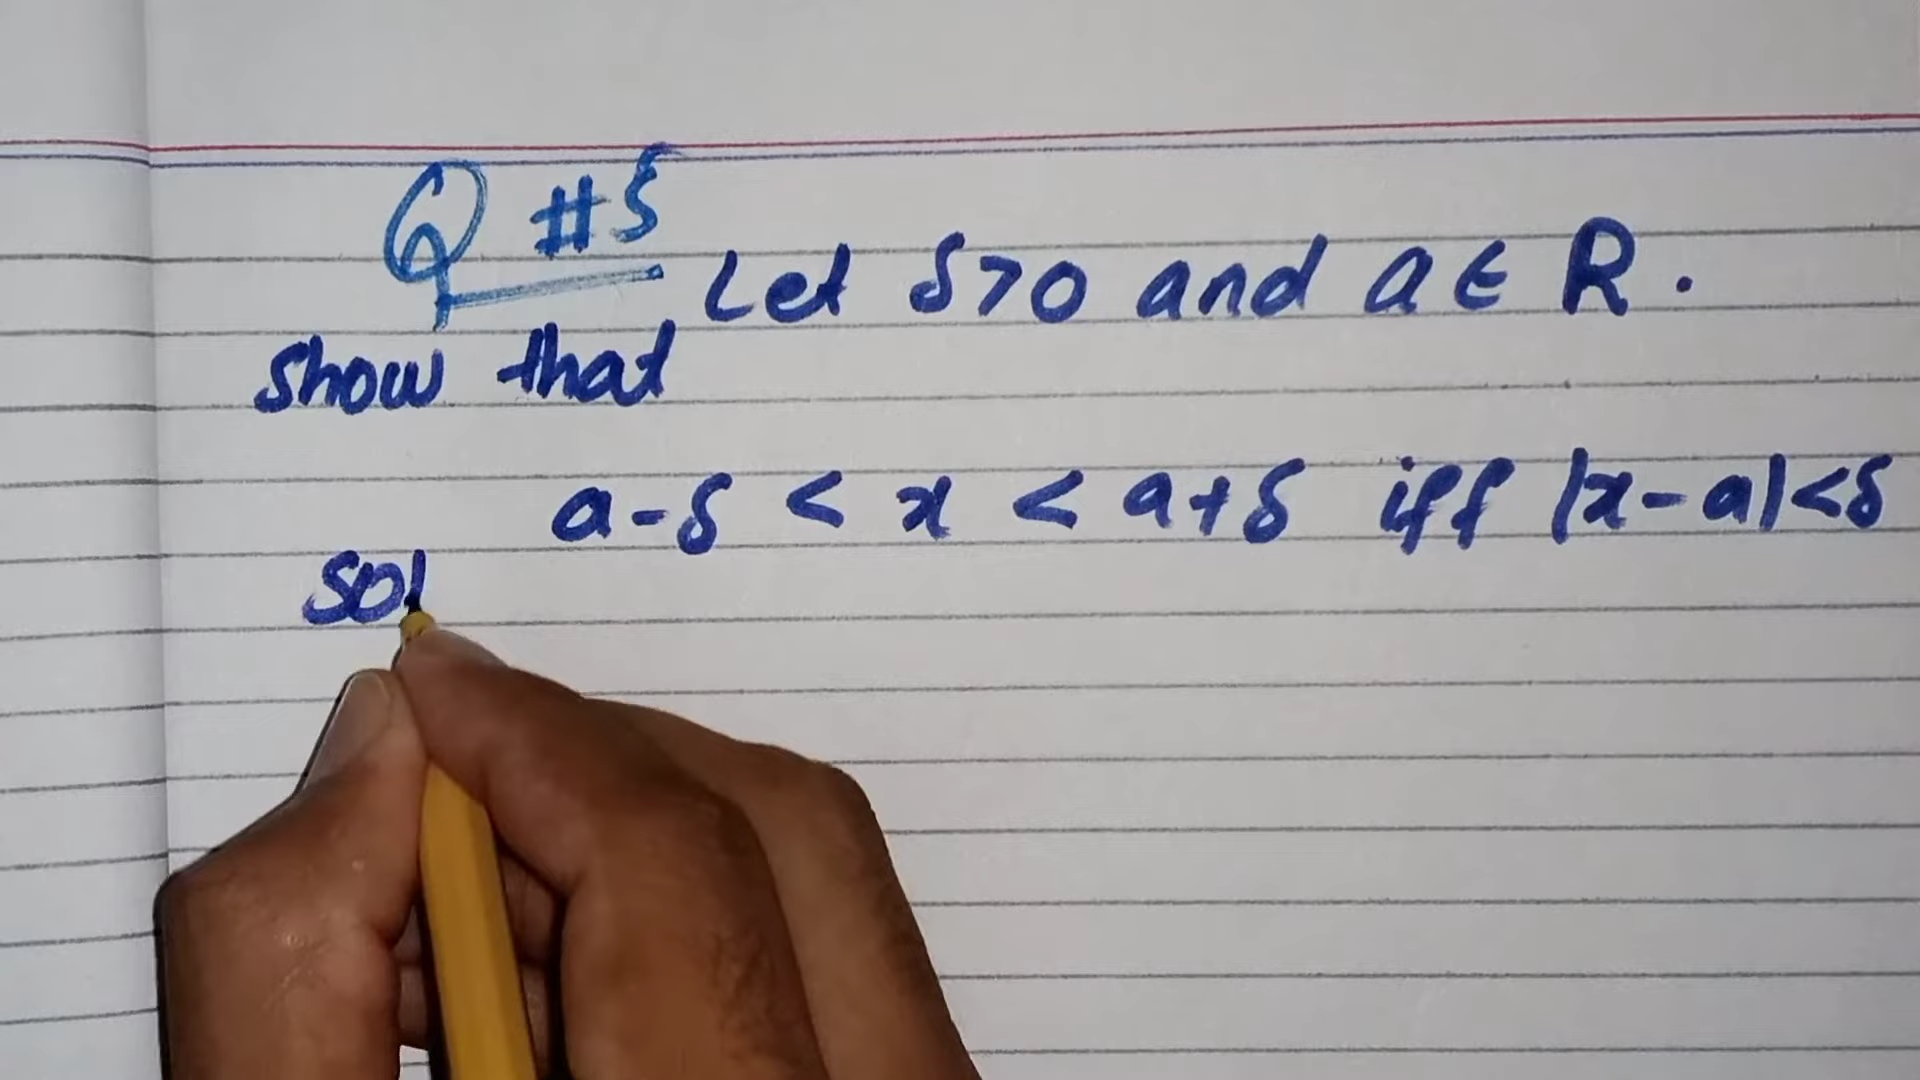 Q #5
Let δ>0 and a ∈ R.
show that
a-δ < x < a+δ iff |x-a|<δ
Sol